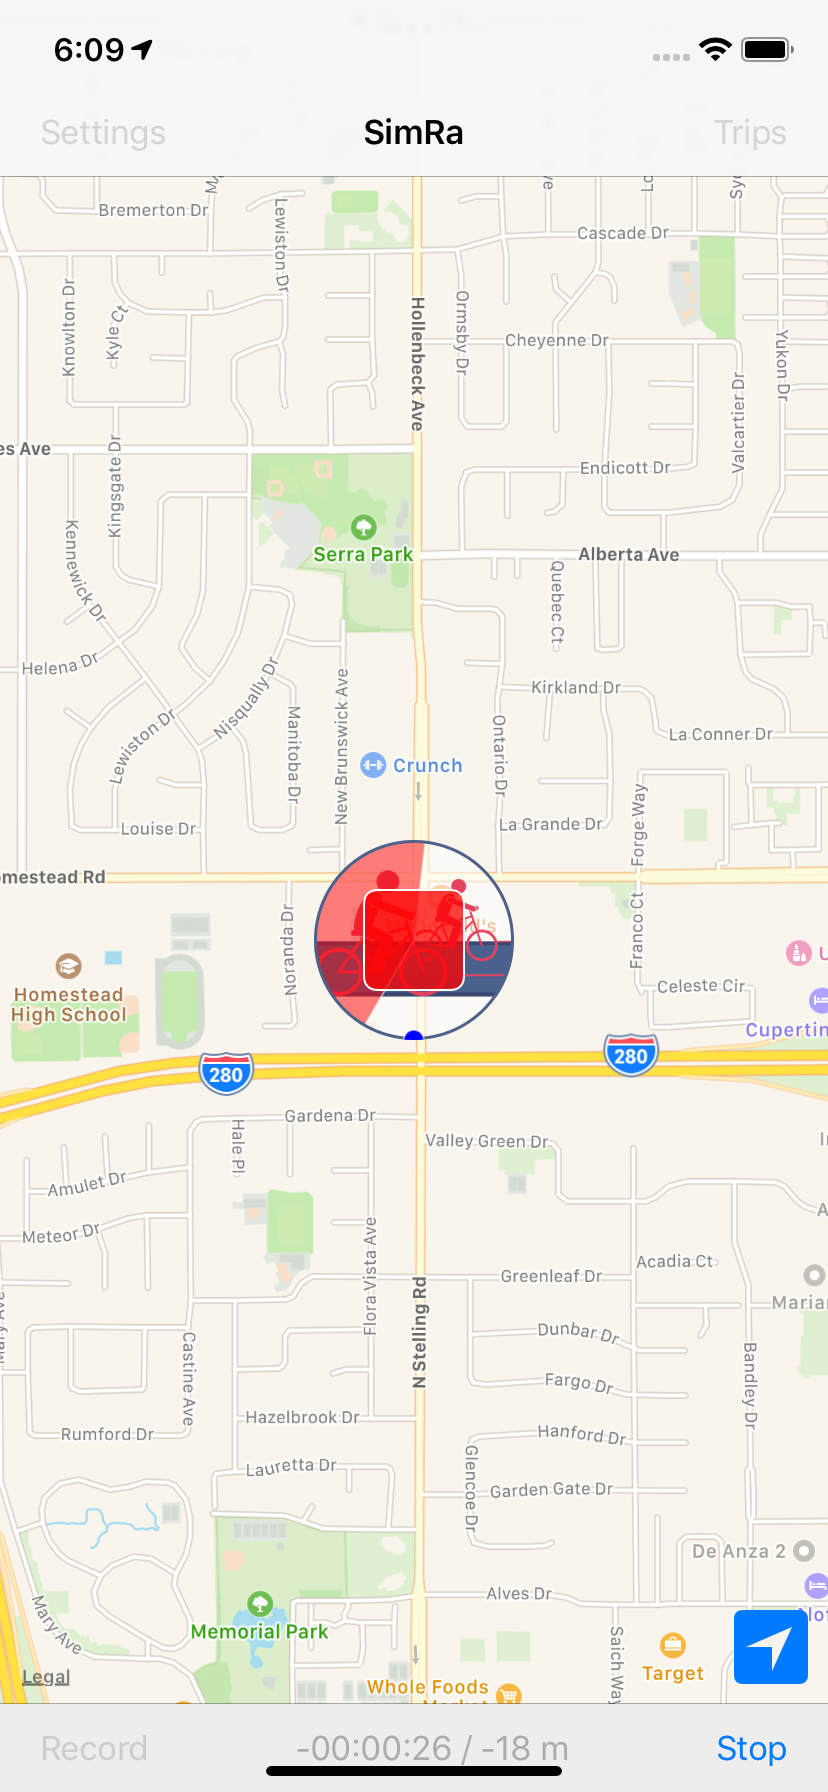 6:09
Settings
SimRa
Trips
Bremerton Dr
Lewiston Dr
Cascade Dr
Knowlton Dr
Kyle Ct
Hollenbeck Ave
Ormsby Dr
Cheyenne Dr
Yukon Dr
Valcartier Dr
es Ave
Kingsgate Dr
Endicott Dr
Serra Park
Alberta Ave
Kennewick Dr
Quebec Ct
Helena Dr
Nisqually Dr
New Brunswick Ave
Kirkland Dr
Lewiston Dr
Manitoba Dr
Ontario Dr
La Conner Dr
Crunch
Louise Dr
La Grande Dr
Forge Way
omestead Rd
Noranda Dr
Franco Ct
Homestead
High School
Celeste Cir
Cupertin
280
280
Gardena Dr
Hale Pl
Valley Green Dr
Amulet Dr
Meteor Dr
Flora Vista Ave
Acadia Ct
Greenleaf Dr
N Stelling Rd
Marian
Mary Ave
Castine Ave
Dunbar Dr
Bandley Dr
Fargo Dr
Hazelbrook Dr
Rumford Dr
Hanford Dr
Lauretta Dr
Glencoe Dr
Garden Gate Dr
De Anza 2
Alves Dr
Mary Ave
Memorial Park
Saich Way
Target
Legal
Whole Foods
Market
Record
-00:00:26 / -18 m
Stop